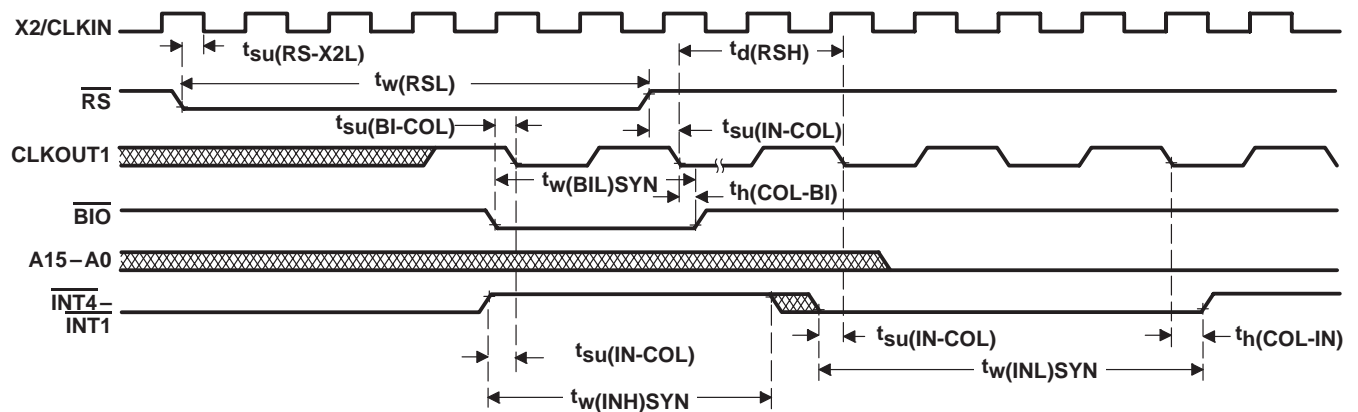 X2/CLKIN
tsu(RS-X2L)
td(RSH)
tw(RSL)
RS
tsu(BI-COL)
tsu(IN-COL)
CLKOUT1
tw(BIL)SYN
th(COL-BI)
BIO
A15–A0
INT4–
INT1
tsu(IN-COL)
tsu(IN-COL)
th(COL-IN)
tw(INL)SYN
tw(INH)SYN